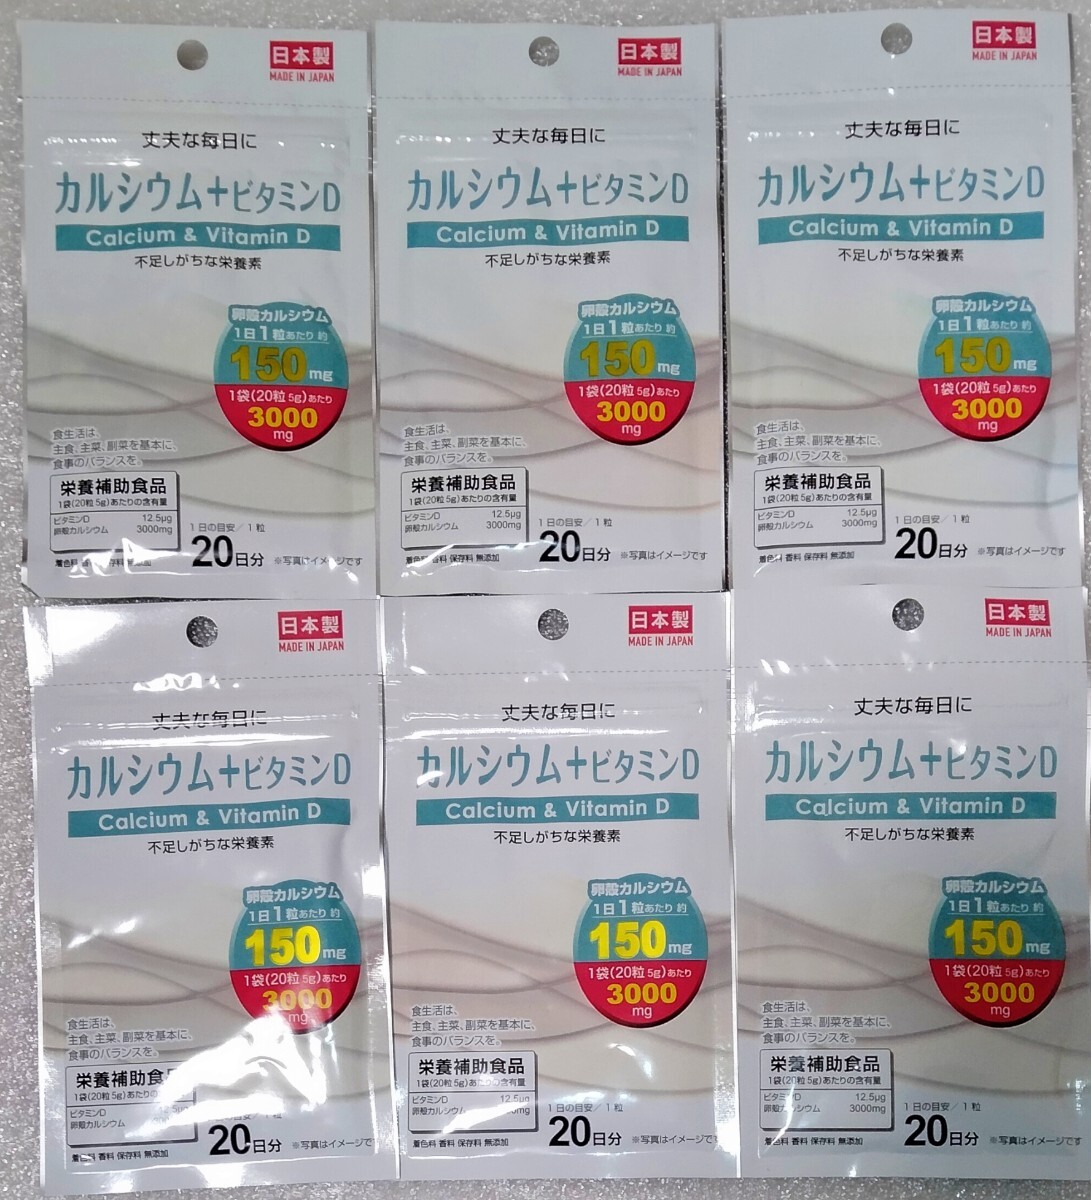 日本製
MADE IN JAPAN
丈夫な毎日に
カルシウム+ビタミンD
Calcium & Vitamin D
不足しがちな栄養素
卵殻カルシウム
1日1粒あたり 約
150mg
1袋(20粒 5g)あたり
3000
mg
食生活は、
主食、主菜、副菜を基本に、
食事のバランスを。
栄養補助食品
1袋(20粒 5g)あたりの含有量
ビタミンD 12.5μg
卵殻カルシウム 3000mg
着色料 香料 保存料 無添加
1日の目安/1粒
20日分
※写真はイメージです
日本製
MADE IN JAPAN
丈夫な毎日に
カルシウム+ビタミンD
Calcium & Vitamin D
不足しがちな栄養素
卵殻カルシウム
1日1粒あたり 約
150mg
1袋(20粒 5g)あたり
3000
mg
食生活は、
主食、主菜、副菜を基本に、
食事のバランスを。
栄養補助食品
1袋(20粒 5g)あたりの含有量
ビタミンD 12.5μg
卵殻カルシウム 3000mg
着色料 香料 保存料 無添加
1日の目安/1粒
20日分
※写真はイメージです
日本製
MADE IN JAPAN
丈夫な毎日に
カルシウム+ビタミンD
Calcium & Vitamin D
不足しがちな栄養素
卵殻カルシウム
1日1粒あたり 約
150mg
1袋(20粒 5g)あたり
3000
mg
食生活は、
主食、主菜、副菜を基本に、
食事のバランスを。
栄養補助食品
1袋(20粒 5g)あたりの含有量
ビタミンD 12.5μg
卵殻カルシウム 3000mg
着色料 香料 保存料 無添加
1日の目安/1粒
20日分
※写真はイメージです
日本製
MADE IN JAPAN
丈夫な毎日に
カルシウム+ビタミンD
Calcium & Vitamin D
不足しがちな栄養素
卵殻カルシウム
1日1粒あたり 約
150mg
1袋(20粒 5g)あたり
3000
mg
食生活は、
主食、主菜、副菜を基本に、
食事のバランスを。
栄養補助食品
1袋(20粒 5g)あたりの
ビタミンD
卵殻カルシウム
着色料 香料 保存料 無添加
目安/1粒
20日分
※写真はイメージです
日本製
MADE IN JAPAN
丈夫な毎日に
カルシウム+ビタミンD
Calcium & Vitamin D
不足しがちな栄養素
卵殻カルシウム
1日1粒あたり 約
150mg
1袋(20粒 5g)あたり
3000
mg
食生活は、
主食、主菜、副菜を基本に、
食事のバランスを。
栄養補助食品
1袋(20粒 5g)あたりの含有量
ビタミンD 12.5μg
卵殻カルシウム
着色料 香料 保存料 無添加
1日の目安/1粒
20日分
※写真はイメージです
日本製
MADE IN JAPAN
丈夫な毎日に
カルシウム+ビタミンD
Calcium & Vitamin D
不足しがちな栄養素
卵殻カルシウム
1日1粒あたり 約
150mg
1袋(20粒 5g)あたり
3000
mg
食生活は、
主食、主菜、副菜を基本に、
食事のバランスを。
栄養補助食品
1袋(20粒 5g)あたりの含有量
ビタミンD 12.5μg
卵殻カルシウム 3000mg
着色料 香料 保存料 無添加
1日の目安/1粒
20日分
※写真はイメージです